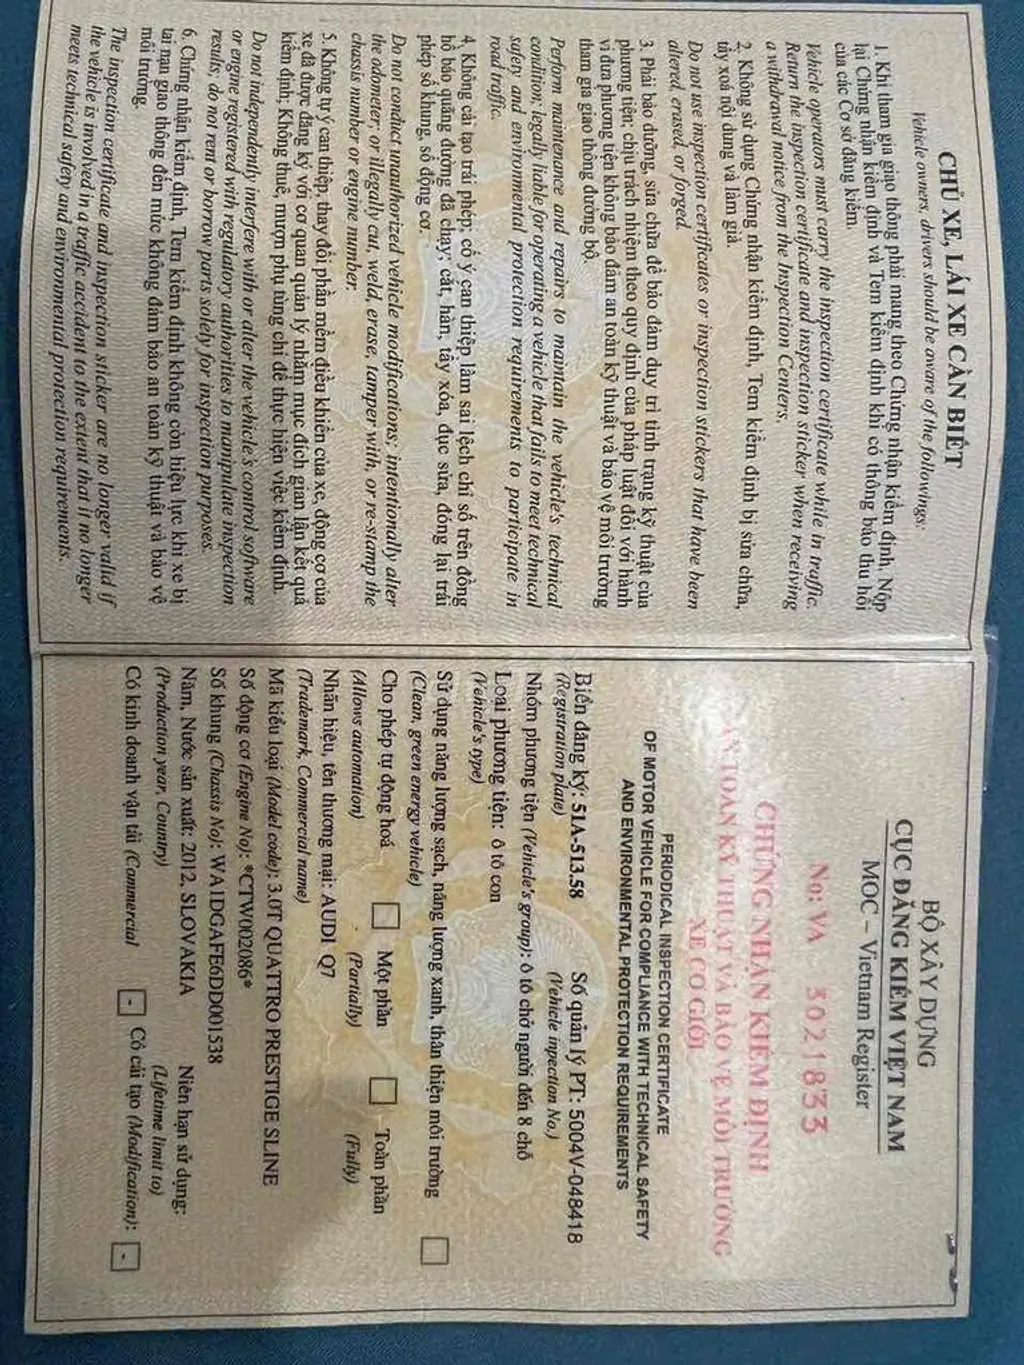 CHỦ XE, LÁI XE CẦN BIẾT
Vehicle owners, drivers should be aware of the followings:
1. Khi tham gia giao thông phải mang theo Chứng nhận kiểm định, Nộp
lại Chứng nhận kiểm định và Tem kiểm định khi có thông báo thu hồi
của các Cơ sở đăng kiểm.
Vehicle operators must carry the inspection certificate while in traffic.
Return the inspection certificate and inspection sticker when receiving
a withdrawal notice from the Inspection Centers.
2. Không sử dụng Chứng nhận kiểm định, Tem kiểm định bị sửa chữa,
tẩy xoá nội dung và làm giả.
Do not use inspection certificates or inspection stickers that have been
altered, erased, or forged.
3. Phải bảo dưỡng, sửa chữa để bảo đảm duy trì tình trạng kỹ thuật của
phương tiện; chịu trách nhiệm theo quy định của pháp luật đối với hành
vi đưa phương tiện không bảo đảm an toàn kỹ thuật và bảo vệ môi trường
tham gia giao thông đường bộ.
Perform maintenance and repairs to maintain the vehicle's technical
condition; legally liable for operating a vehicle that fails to meet technical
safety and environmental protection requirements to participate in
road traffic.
4. Không cải tạo trái phép; cố ý can thiệp làm sai lệch chỉ số trên đồng
hồ báo quãng đường đã chạy; cắt, hàn, tẩy xóa, đục sửa, đóng lại trái
phép số khung, số động cơ.
Do not conduct unauthorized vehicle modifications; intentionally alter
the odometer; or illegally cut, weld, erase, tamper with, or re-stamp the
chassis number or engine number.
5. Không tự ý can thiệp, thay đổi phần mềm điều khiển của xe, động cơ của
xe đã được đăng ký với cơ quan quản lý nhằm mục đích gian lận kết quả
kiểm định; Không thuê, mượn phụ tùng chỉ để thực hiện việc kiểm định.
Do not independently interfere with or alter the vehicle's control software
or engine registered with regulatory authorities to manipulate inspection
results; do not rent or borrow parts solely for inspection purposes.
6. Chứng nhận kiểm định, Tem kiểm định không còn hiệu lực khi xe bị
tai nạn giao thông đến mức không đảm bảo an toàn kỹ thuật và bảo vệ
môi trường.
The inspection certificate and inspection sticker are no longer valid if
the vehicle is involved in a traffic accident to the extent that it no longer
meets technical safety and environmental protection requirements.
BỘ XÂY DỰNG
CỤC ĐĂNG KIỂM VIỆT NAM
MOC – Vietnam Register
No: VA 3021833
CHỨNG NHẬN KIỂM ĐỊNH
AN TOÀN KỸ THUẬT VÀ BẢO VỆ MÔI TRƯỜNG
XE CƠ GIỚI
PERIODICAL INSPECTION CERTIFICATE
OF MOTOR VEHICLE FOR COMPLIANCE WITH TECHNICAL SAFETY
AND ENVIRONMENTAL PROTECTION REQUIREMENTS
Biển đăng ký: 51A-513.58 Số quản lý PT: 5004V-048418
(Registration plate) (Vehicle inpection No.)
Nhóm phương tiện (Vehicle's group): ô tô chở người đến 8 chỗ
Loại phương tiện: ô tô con
(Vehicle's type)
Sử dụng năng lượng sạch, năng lượng xanh, thân thiện môi trường
(Clean, green energy vehicle)
Cho phép tự động hoá Một phần Toàn phần
(Allows automation) (Partially) (Fully)
Nhãn hiệu, tên thương mại: AUDI Q7
(Trademark, Commercial name)
Mã kiểu loại (Model code): 3.0T QUATTRO PRESTIGE SLINE
Số động cơ (Engine No): *CTW002086*
Số khung (Chassis No): WA1DGAFE6DD001538
Năm, Nước sản xuất: 2012, SLOVAKIA Niên hạn sử dụng:
(Production year, Country) (Lifetime limit to)
Có kinh doanh vận tải (Commercial - Có cải tạo (Modification): -